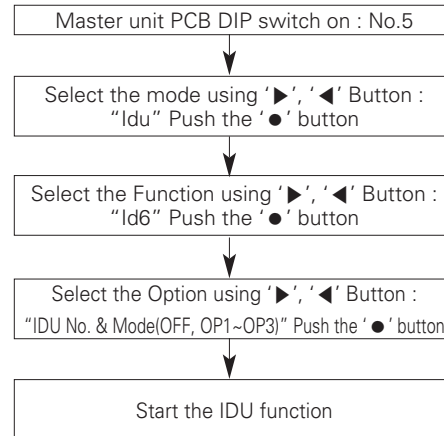 Master unit PCB DIP switch on : No.5
Select the mode using ‘▶’, ‘◀’ Button :
“Idu” Push the ‘●’ button
Select the Function using ‘▶’, ‘◀’ Button :
“Id6” Push the ‘●’ button
Select the Option using ‘▶’, ‘◀’ Button :
“IDU No. & Mode(OFF, OP1~OP3)” Push the ‘●’ button
Start the IDU function